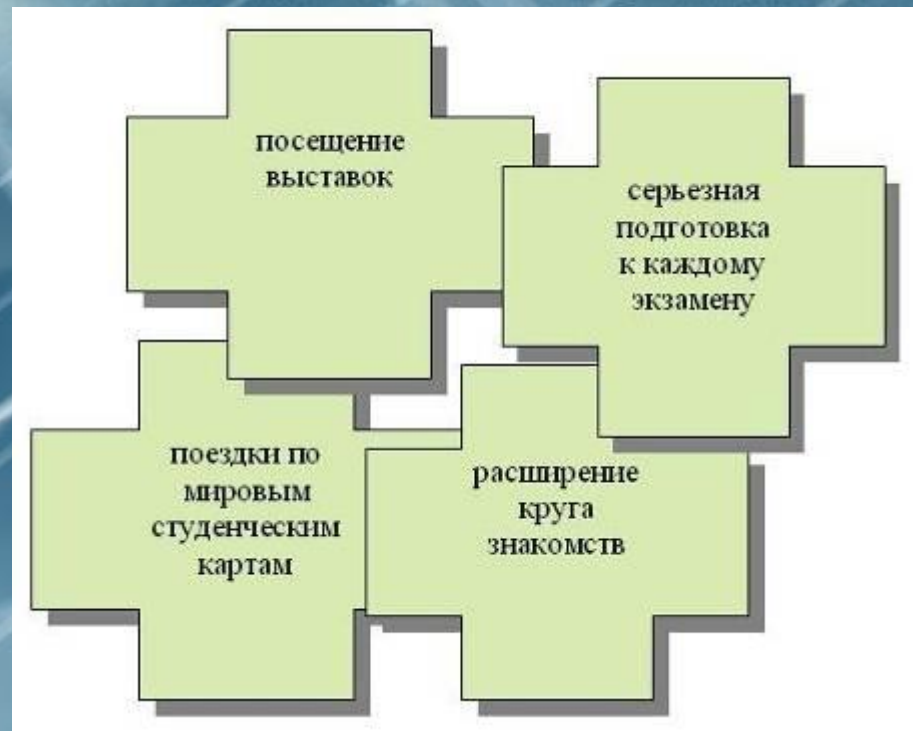 посещение
выставок
серьезная
подготовка
к каждому
экзамену
поездки по
мировым
студенческим
картам
расширение
круга
знакомств